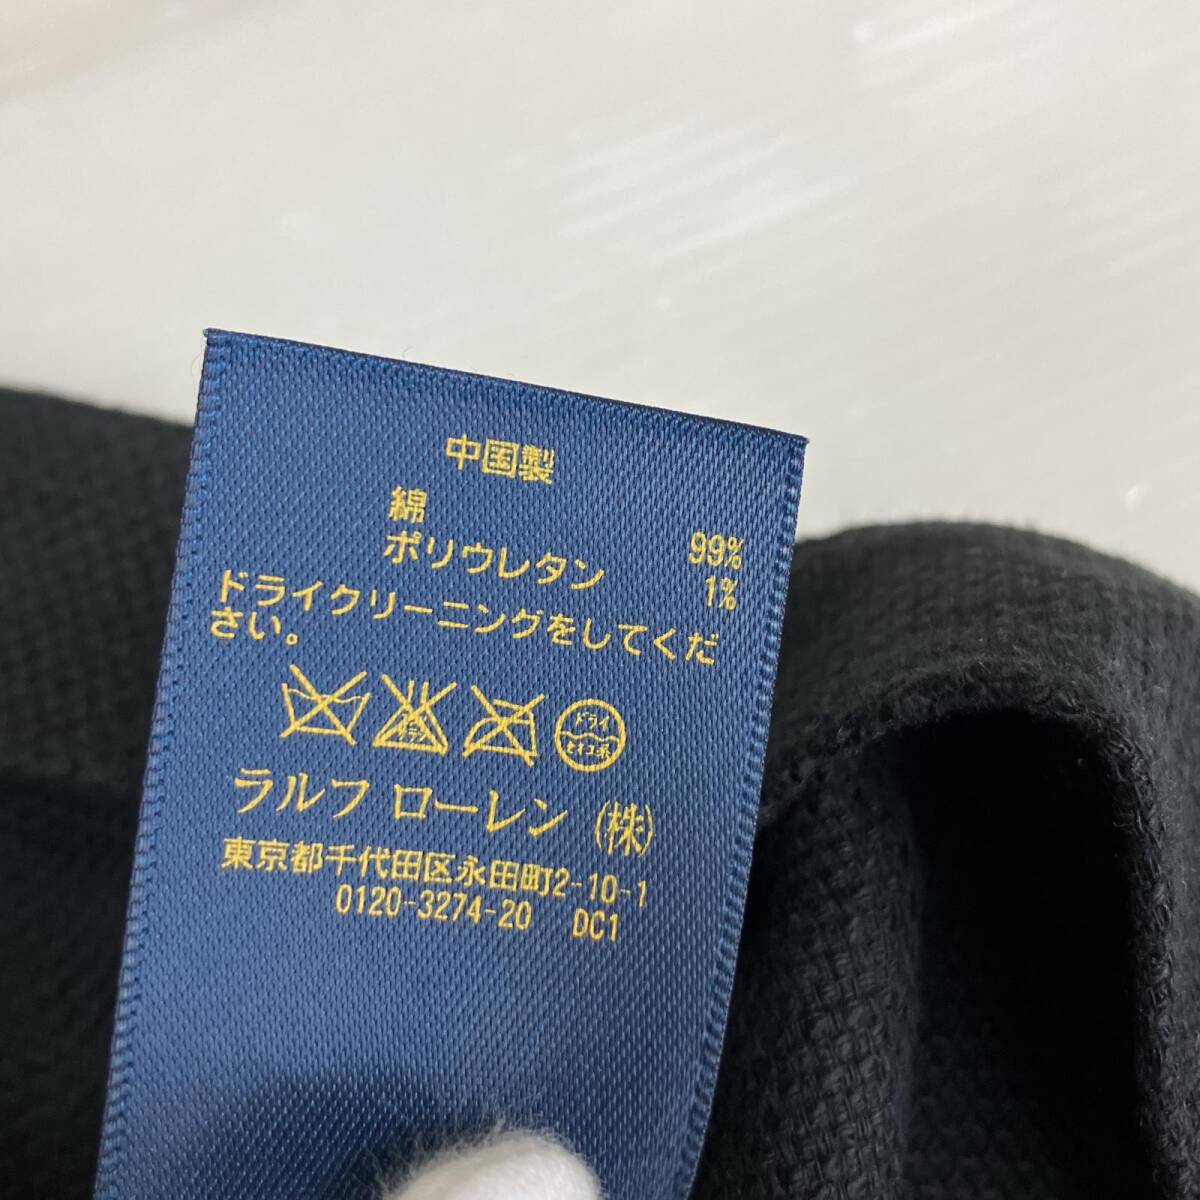 中国製
綿 99%
ポリウレタン 1%
ドライクリーニングをしてくだ
さい。
ドライ
セキユ系
ラルフ ローレン (株)
東京都千代田区永田町2-10-1
0120-3274-20 DC1